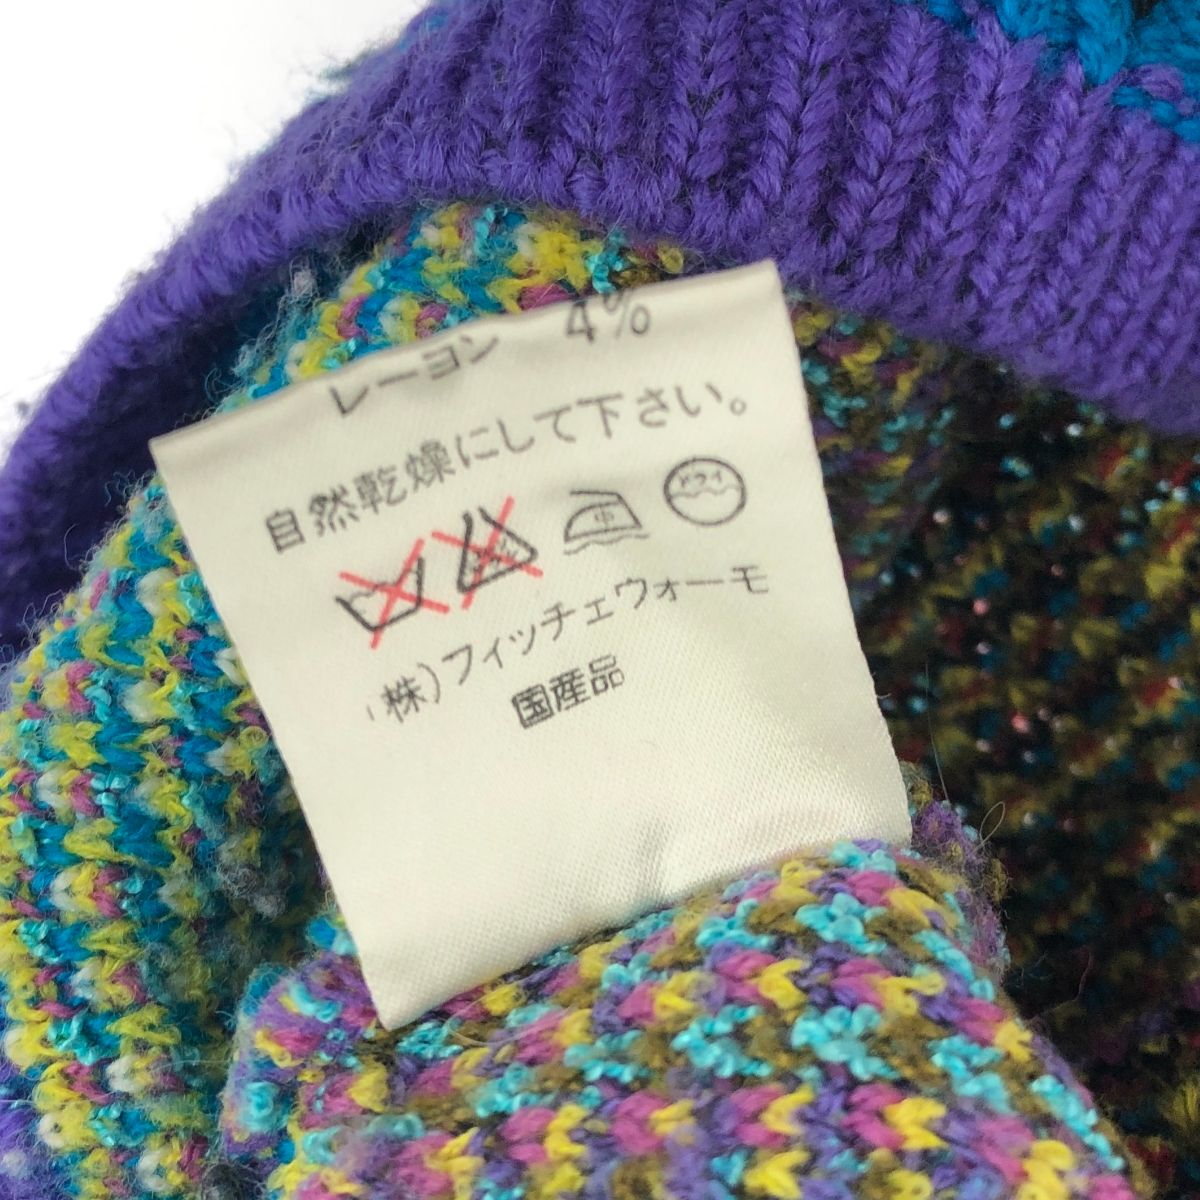 レーヨン 4%
自然乾燥にして下さい。
中 ドライ
(株)フィッチェウォーモ
国産品